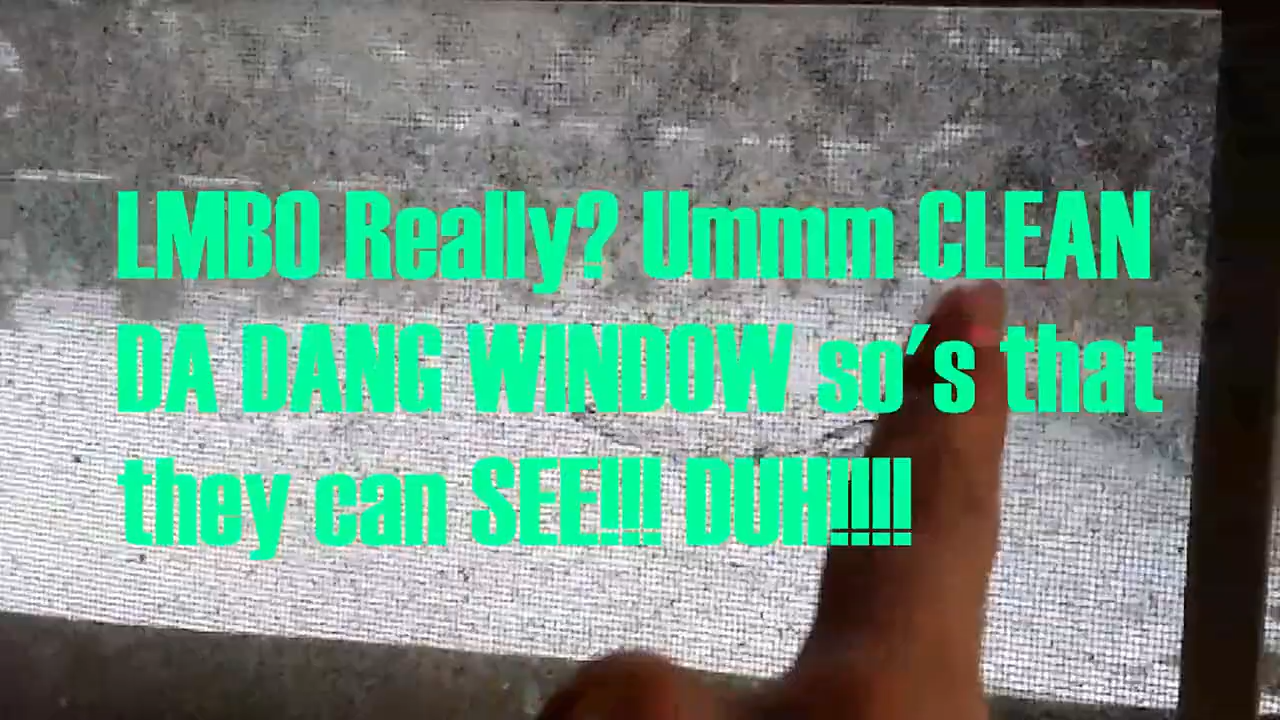 LMBO Really? Ummm CLEAN
DA DANG WINDOW so's that
they can SEE!!! DUH!!!!